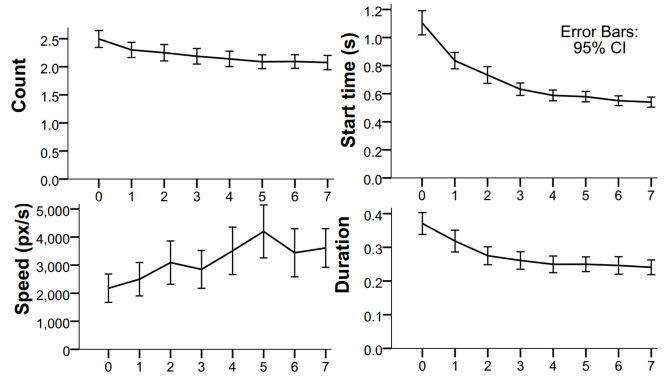 Count
2.5
2.0
1.5
1.0
0.5
0.0
0 1 2 3 4 5 6 7
Start time (s)
1.2
1.0
0.8
0.6
0.4
0.2
0.0
Error Bars:
95% CI
0 1 2 3 4 5 6 7
Speed (px/s)
5,000
4,000
3,000
2,000
1,000
0
0 1 2 3 4 5 6 7
Duration
0.4
0.3
0.2
0.1
0.0
0 1 2 3 4 5 6 7